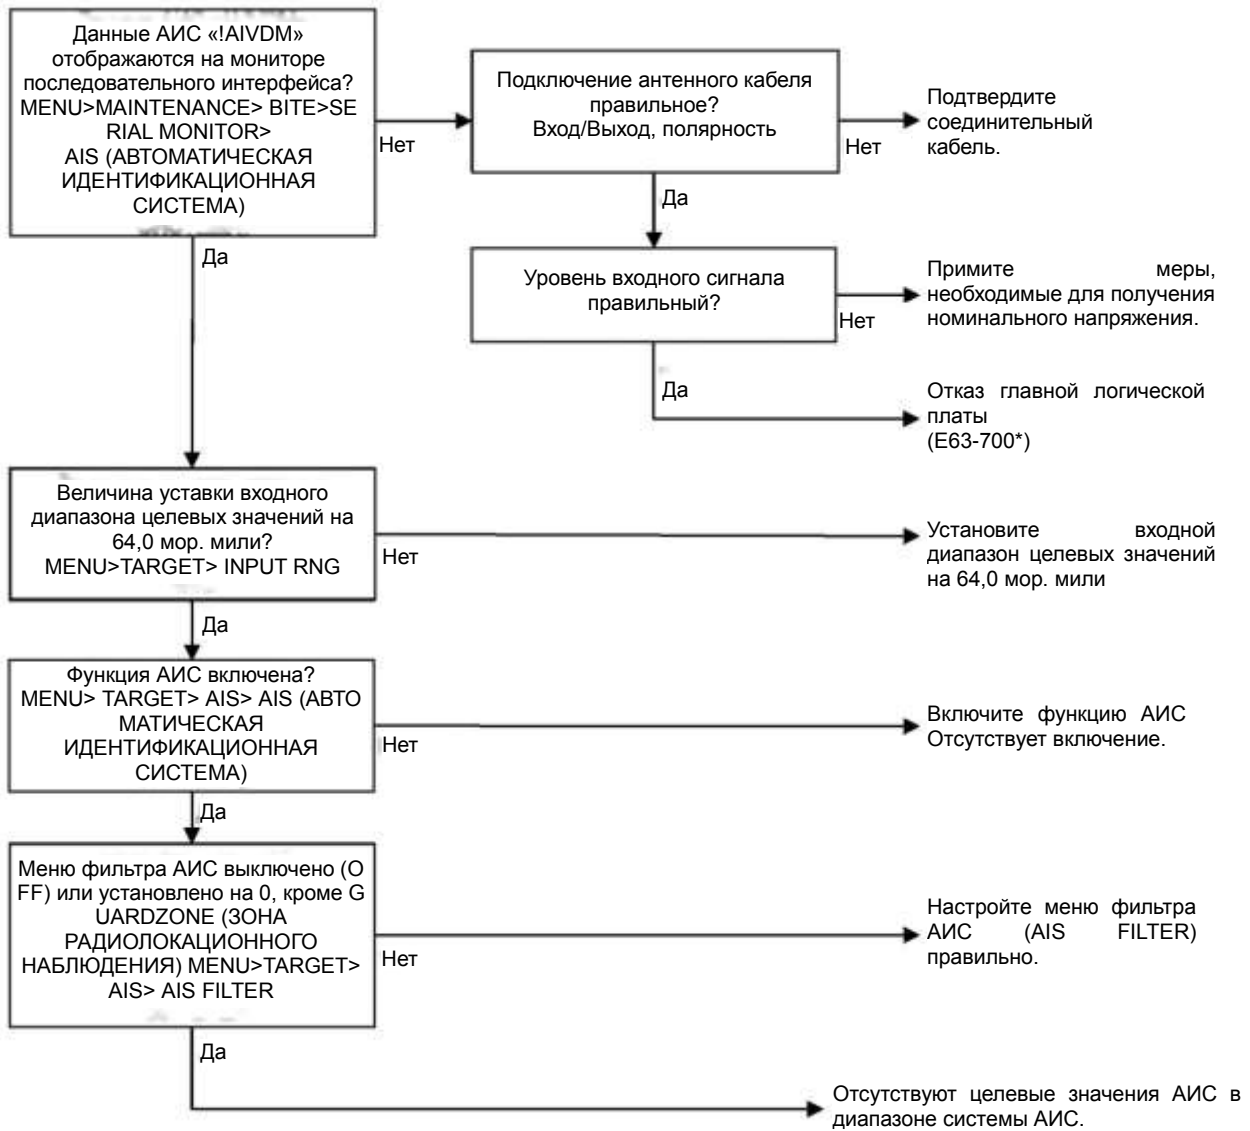 Данные АИС «!AIVDM»
отображаются на мониторе
последовательного интерфейса?
MENU>MAINTENANCE> BITE>SE
RIAL MONITOR>
AIS (АВТОМАТИЧЕСКАЯ
ИДЕНТИФИКАЦИОННАЯ
СИСТЕМА)
Нет
Подключение антенного кабеля
правильное?
Вход/Выход, полярность
Нет
Подтвердите
соединительный
кабель.
Да
Да
Уровень входного сигнала
правильный?
Нет
Примите меры,
необходимые для получения
номинального напряжения.
Да
Отказ главной логической
платы
(E63-700*)
Величина уставки входного
диапазона целевых значений на
64,0 мор. мили?
MENU>TARGET> INPUT RNG
Нет
Установите входной
диапазон целевых значений
на 64,0 мор. мили
Да
Функция АИС включена?
MENU> TARGET> AIS> AIS (АВТО
МАТИЧЕСКАЯ
ИДЕНТИФИКАЦИОННАЯ
СИСТЕМА)
Нет
Включите функцию АИС
Отсутствует включение.
Да
Меню фильтра АИС выключено (O
FF) или установлено на 0, кроме G
UARDZONE (ЗОНА
РАДИОЛОКАЦИОННОГО
НАБЛЮДЕНИЯ) MENU>TARGET>
AIS> AIS FILTER
Нет
Настройте меню фильтра
АИС (AIS FILTER)
правильно.
Да
Отсутствуют целевые значения АИС в
диапазоне системы АИС.